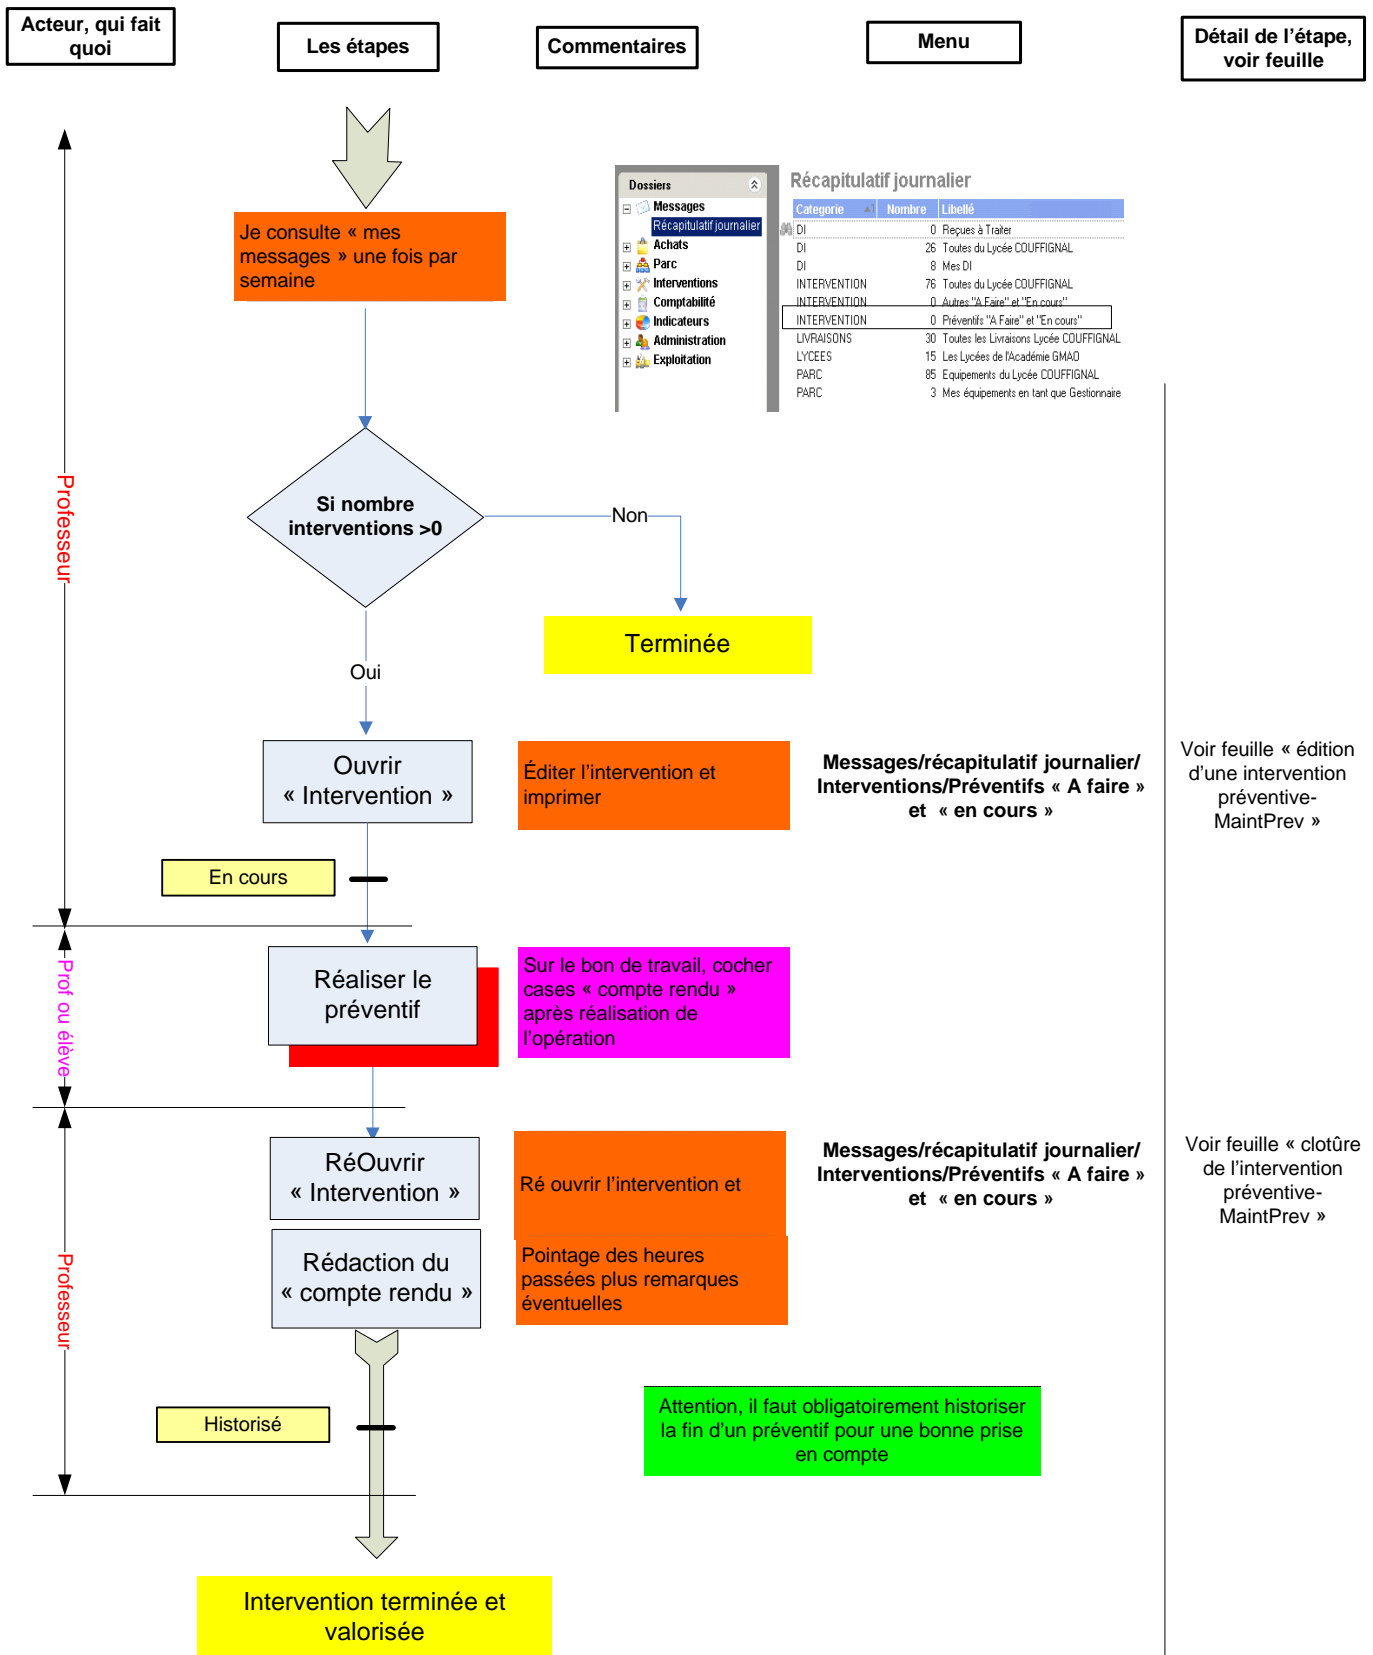 Acteur, qui fait
quoi
Les étapes
Commentaires
Menu
Détail de l'étape,
voir feuille
Je consulte « mes
messages » une fois par
semaine
Dossiers
Messages
Récapitulatif journalier
Achats
Parc
Interventions
Comptabilité
Indicateurs
Administration
Exploitation
Récapitulatif journalier
Categorie Nombre Libellé
DI 0 Reçues à Traiter
DI 26 Toutes du Lycée COUFFIGNAL
DI 8 Mes DI
INTERVENTION 76 Toutes du Lycée COUFFIGNAL
INTERVENTION 0 Autres "A Faire" et "En cours"
INTERVENTION 0 Préventifs "A Faire" et "En cours"
LIVRAISONS 30 Toutes les Livraisons Lycée COUFFIGNAL
LYCEES 15 Les Lycées de l'Académie GMAO
PARC 85 Equipements du Lycée COUFFIGNAL
PARC 3 Mes équipements en tant que Gestionnaire
Professeur
Si nombre
interventions >0
Non
Terminée
Oui
Ouvrir
« Intervention »
Éditer l'intervention et
imprimer
Messages/récapitulatif journalier/
Interventions/Préventifs « A faire »
et « en cours »
Voir feuille « édition
d'une intervention
préventive-
MaintPrev »
En cours
Prof ou élève
Réaliser le
préventif
Sur le bon de travail, cocher
cases « compte rendu »
après réalisation de
l'opération
Professeur
RéOuvrir
« Intervention »
Ré ouvrir l'intervention et
Messages/récapitulatif journalier/
Interventions/Préventifs « A faire »
et « en cours »
Voir feuille « clotûre
de l'intervention
préventive-
MaintPrev »
Rédaction du
« compte rendu »
Pointage des heures
passées plus remarques
éventuelles
Historisé
Attention, il faut obligatoirement historiser
la fin d'un préventif pour une bonne prise
en compte
Intervention terminée et
valorisée